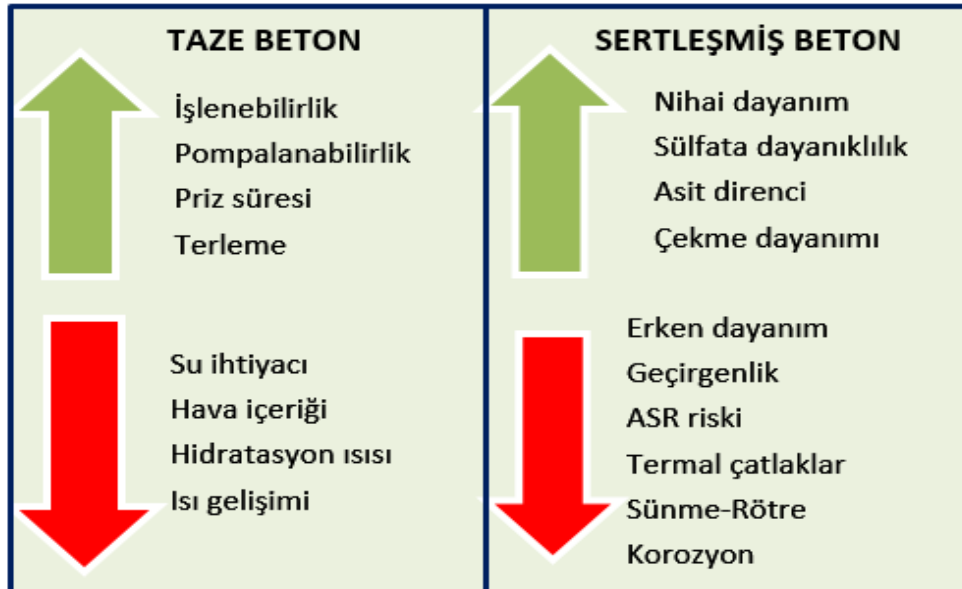 TAZE BETON
İşlenebilirlik
Pompalanabilirlik
Priz süresi
Terleme
Su ihtiyacı
Hava içeriği
Hidratasyon ısısı
Isı gelişimi
SERTLEŞMİŞ BETON
Nihai dayanım
Sülfata dayanıklılık
Asit direnci
Çekme dayanımı
Erken dayanım
Geçirgenlik
ASR riski
Termal çatlaklar
Sünme-Rötre
Korozyon